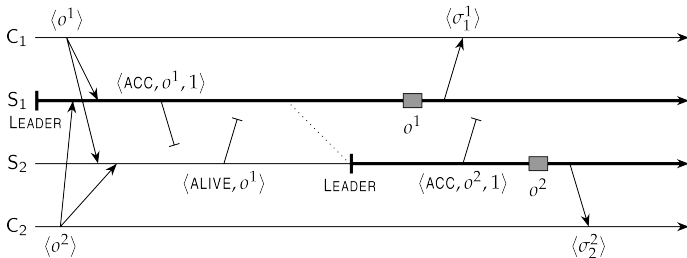 ⟨o¹⟩ ⟨σ₁¹⟩
C₁
⟨ACC, o¹, 1⟩
S₁
LEADER o¹
S₂
⟨ALIVE, o¹⟩ LEADER ⟨ACC, o², 1⟩ o²
C₂
⟨o²⟩ ⟨σ₂²⟩